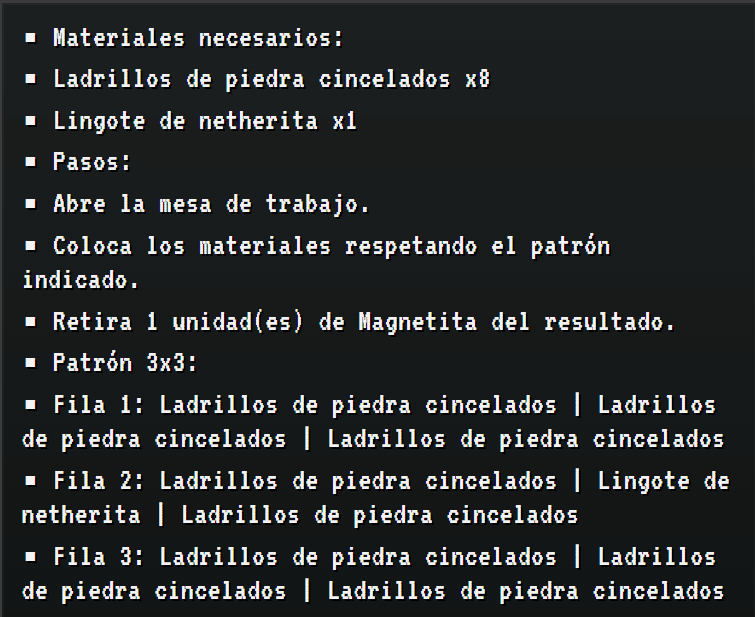 ▪ Materiales necesarios:
▪ Ladrillos de piedra cincelados x8
▪ Lingote de netherita x1
▪ Pasos:
▪ Abre la mesa de trabajo.
▪ Coloca los materiales respetando el patrón
indicado.
▪ Retira 1 unidad(es) de Magnetita del resultado.
▪ Patrón 3x3:
▪ Fila 1: Ladrillos de piedra cincelados | Ladrillos
de piedra cincelados | Ladrillos de piedra cincelados
▪ Fila 2: Ladrillos de piedra cincelados | Lingote de
netherita | Ladrillos de piedra cincelados
▪ Fila 3: Ladrillos de piedra cincelados | Ladrillos
de piedra cincelados | Ladrillos de piedra cincelados